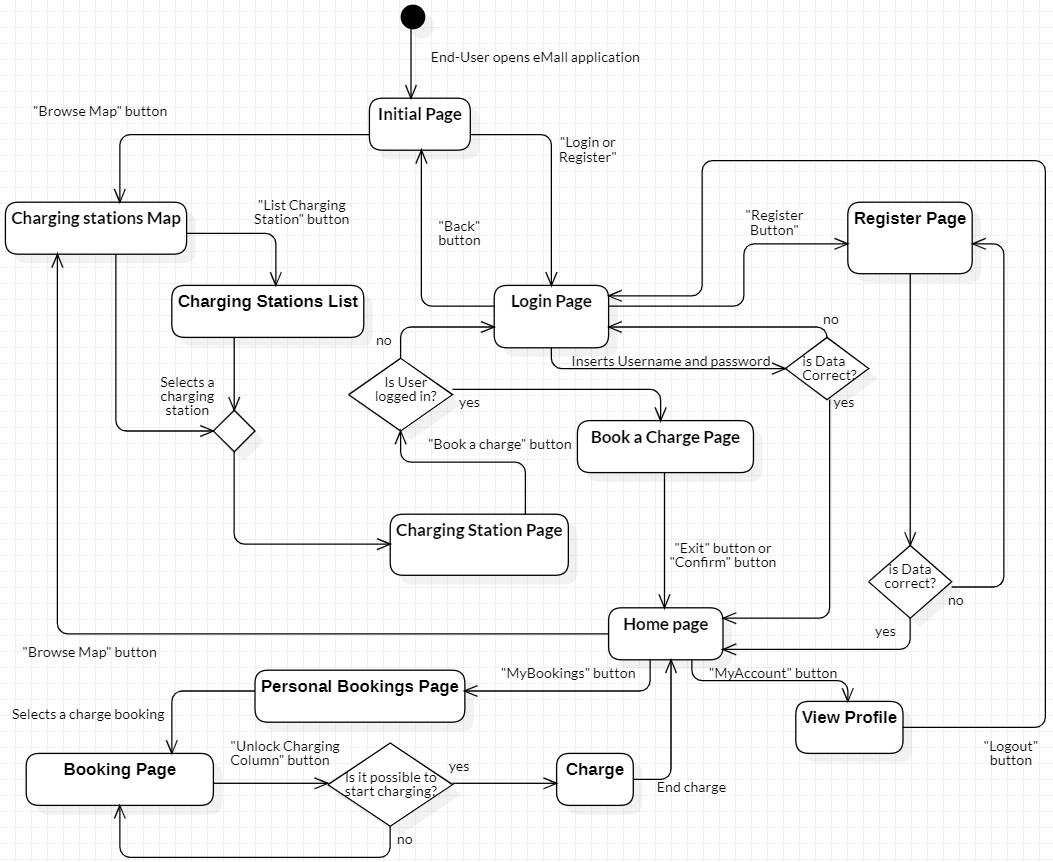 End-User opens eMall application
"Browse Map" button
Initial Page
"Login or
Register"
Charging stations Map
"List Charging
Station" button
"Back"
button
"Register
Button"
Register Page
Charging Stations List
Login Page
no
no
Inserts Username and password
is Data
Correct?
Is User
logged in?
yes
yes
Selects a
charging
station
"Book a charge" button
Book a Charge Page
Charging Station Page
"Exit" button or
"Confirm" button
is Data
correct?
no
yes
Home page
"Browse Map" button
"MyBookings" button
"MyAccount" button
Personal Bookings Page
Selects a charge booking
View Profile
"Logout"
button
"Unlock Charging
Column" button
Booking Page
Is it possible to
start charging?
yes
Charge
End charge
no